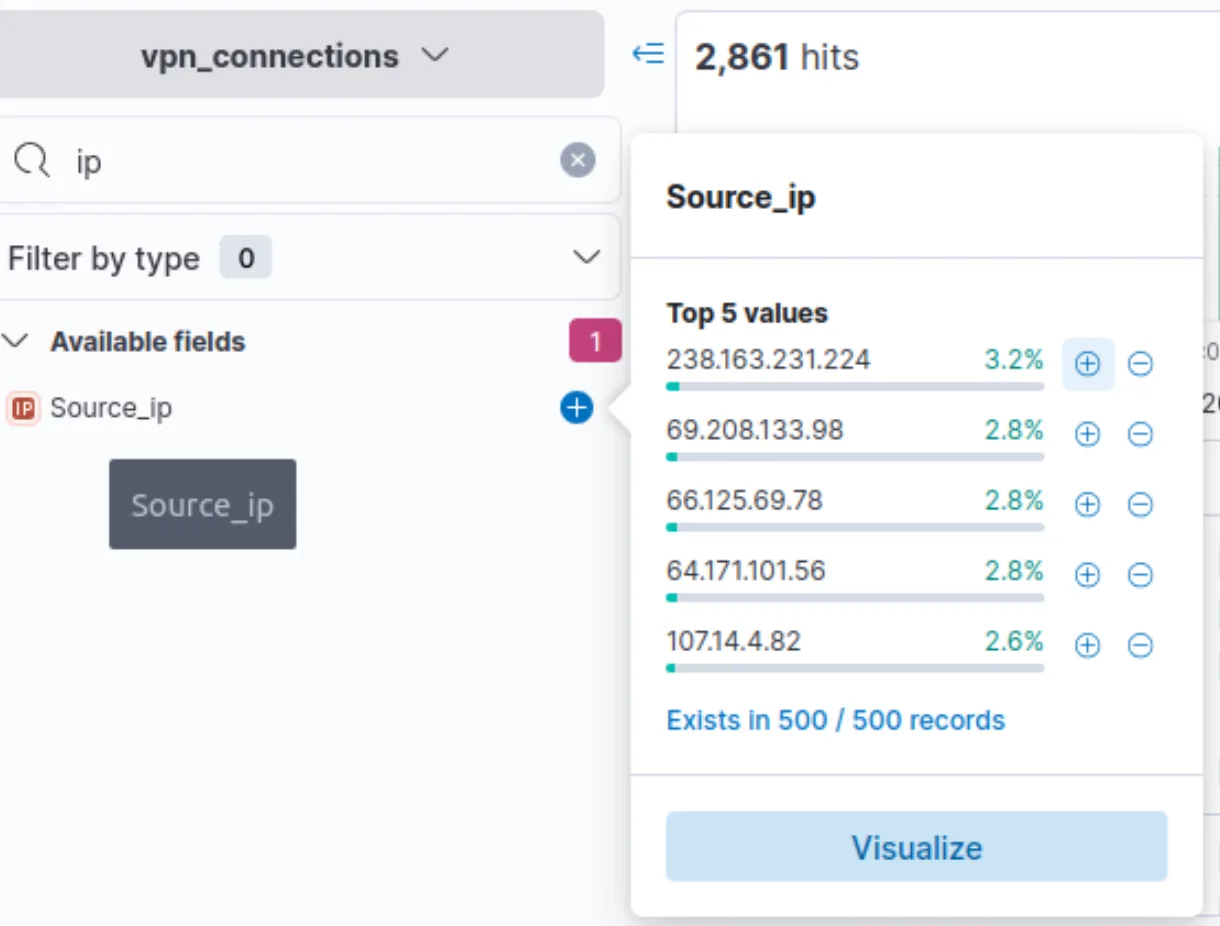 vpn_connections
2,861 hits
ip
Source_ip
Filter by type 0
Top 5 values
Available fields 1
238.163.231.224 3.2%
IP Source_ip
69.208.133.98 2.8%
Source_ip
66.125.69.78 2.8%
64.171.101.56 2.8%
107.14.4.82 2.6%
Exists in 500 / 500 records
Visualize